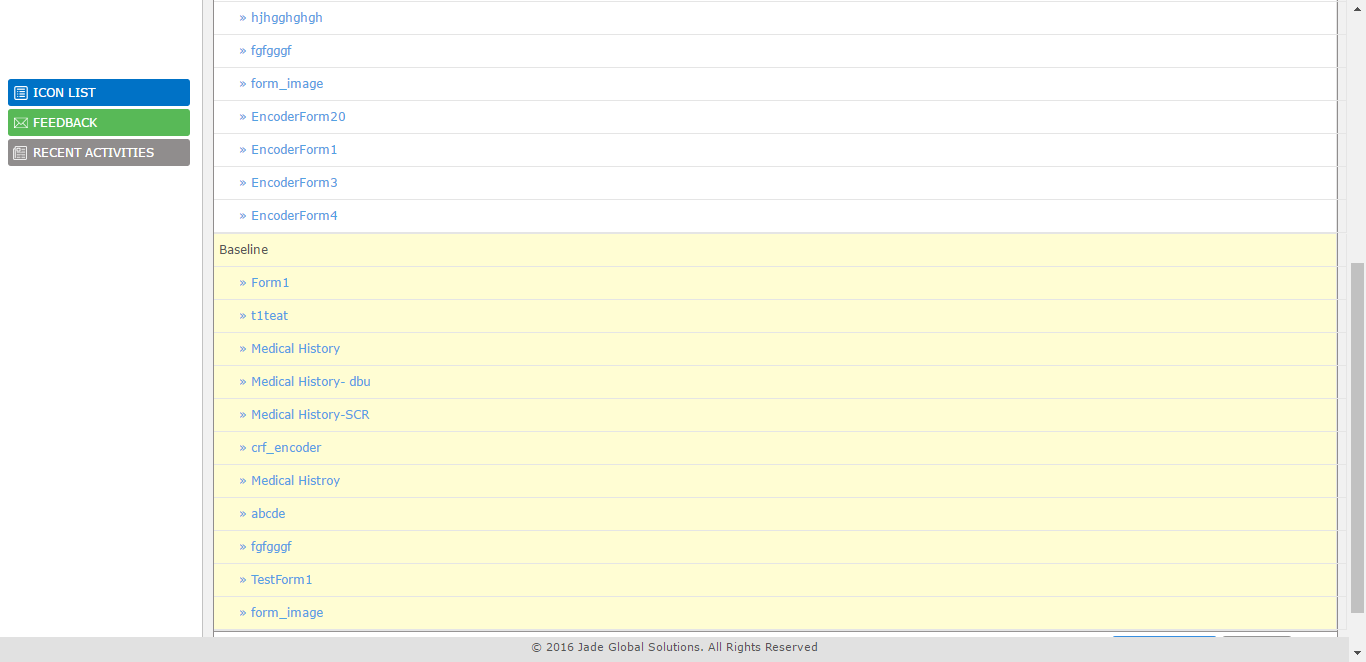 » hjhgghghgh
» fgfgggf
» form_image
ICON LIST
» EncoderForm20
FEEDBACK
» EncoderForm1
RECENT ACTIVITIES
» EncoderForm3
» EncoderForm4
Baseline
» Form1
» t1teat
» Medical History
» Medical History- dbu
» Medical History-SCR
» crf_encoder
» Medical Histroy
» abcde
» fgfgggf
» TestForm1
» form_image
© 2016 Jade Global Solutions. All Rights Reserved